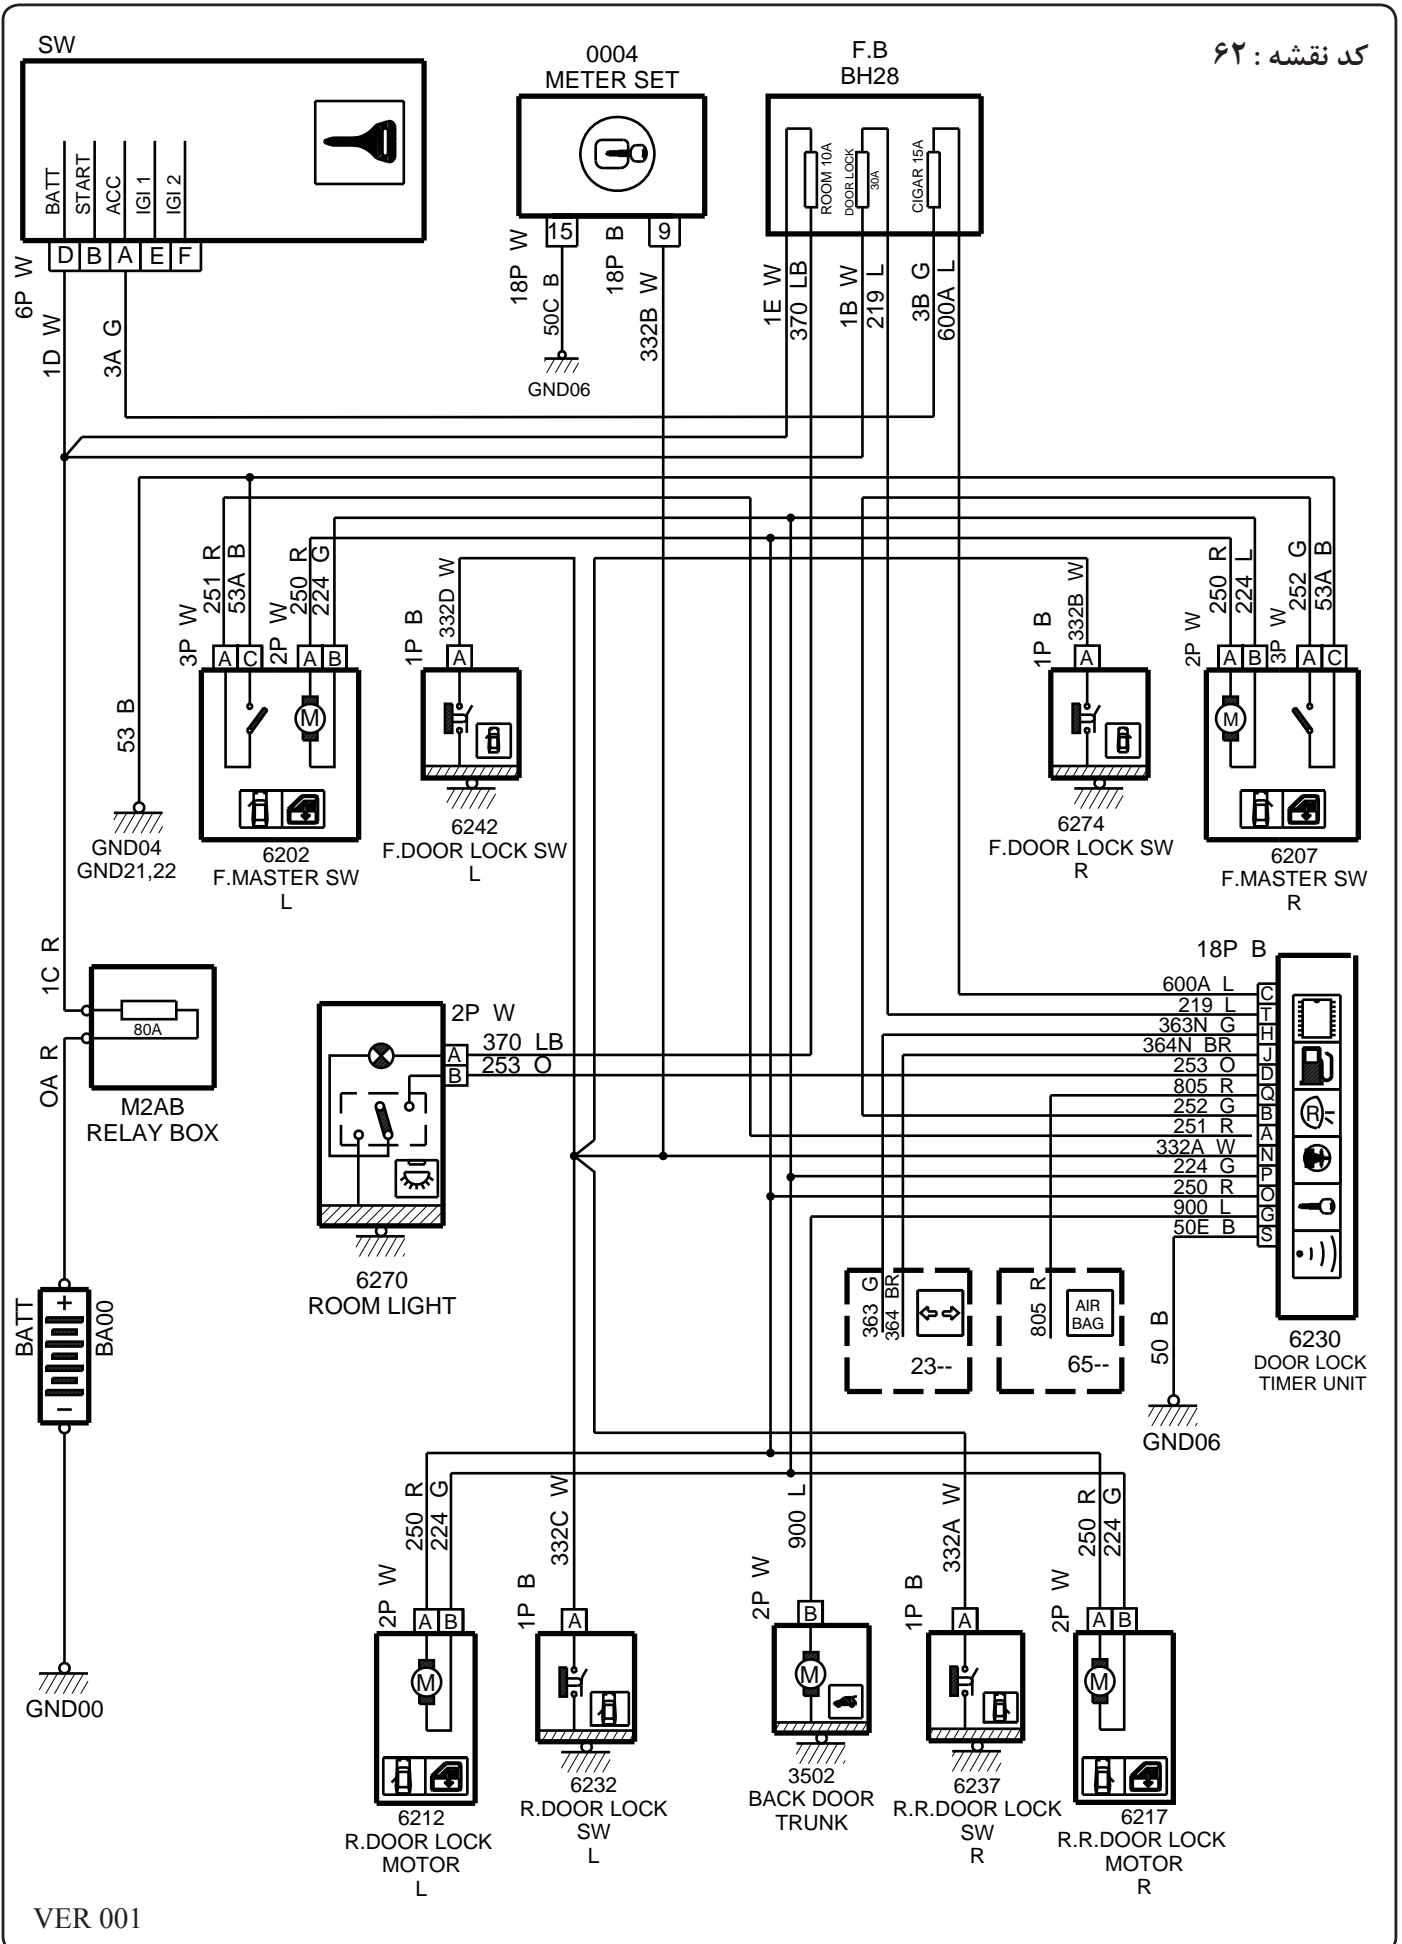 کد نقشه : ۶۲
SW
BATT
START
ACC
IGI 1
IGI 2
D B A E F
6P W
1D W
3A G
0004
METER SET
15
9
18P W
50C B
18P B
332B W
GND06
F.B
BH28
ROOM 10A
DOOR LOCK
30A
CIGAR 15A
1E W
370 LB
1B W
219 L
3B G
600A L
3P W
251 R
53A B
2P W
250 R
224 G
A C
A B
M
53 B
GND04
GND21,22
6202
F.MASTER SW
L
1P B
332D W
A
6242
F.DOOR LOCK SW
L
1P B
332B W
A
6274
F.DOOR LOCK SW
R
2P W
250 R
224 L
3P W
252 G
53A B
A B
A C
M
6207
F.MASTER SW
R
1C R
OA R
80A
M2AB
RELAY BOX
2P W
A
370 LB
B
253 O
6270
ROOM LIGHT
18P B
600A L C
219 L T
363N G H
364N BR J
253 O D
805 R Q
252 G B
251 R A
332A W N
224 G P
250 R O
900 L G
50E B S
R
6230
DOOR LOCK
TIMER UNIT
50 B
GND06
363 G
364 BR
23--
805 R
AIR
BAG
65--
BATT
+
−
BA00
GND00
2P W
250 R
224 G
A B
M
6212
R.DOOR LOCK
MOTOR
L
1P B
332C W
A
6232
R.DOOR LOCK
SW
L
2P W
900 L
B
M
3502
BACK DOOR
TRUNK
1P B
332A W
A
6237
R.R.DOOR LOCK
SW
R
2P W
250 R
224 G
A B
M
6217
R.R.DOOR LOCK
MOTOR
R
VER 001